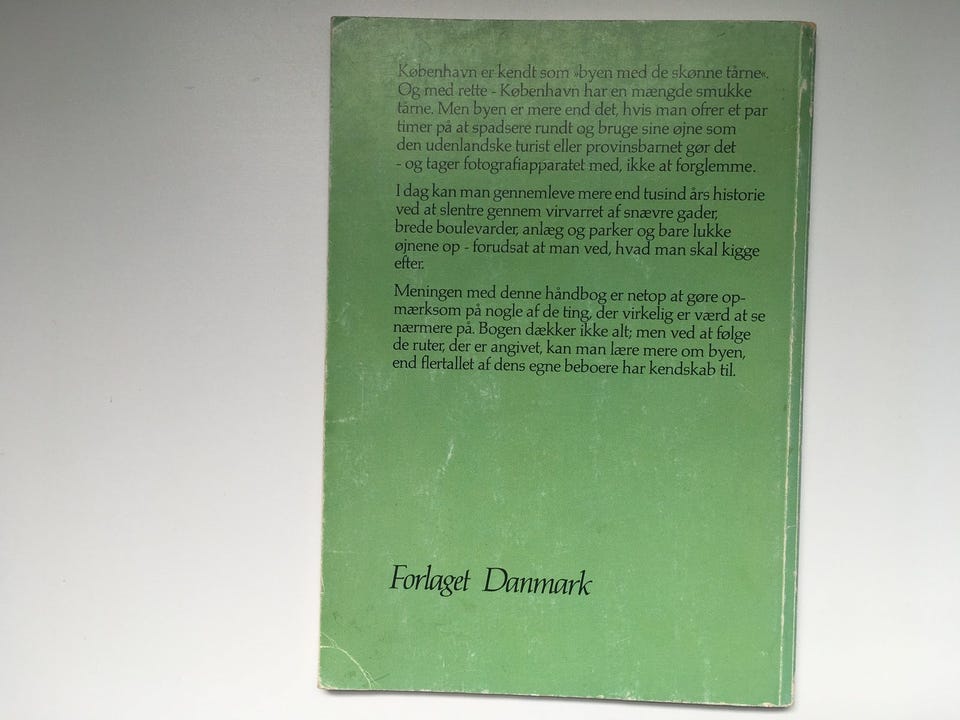 København er kendt som »byen med de skønne tårne«.
Og med rette - København har en mængde smukke
tårne. Men byen er mere end det, hvis man ofrer et par
timer på at spadsere rundt og bruge sine øjne som
den udenlandske turist eller provinsbarnet gør det
- og tager fotografiapparatet med, ikke at forglemme.
I dag kan man gennemleve mere end tusind års historie
ved at slentre gennem virvarret af snævre gader,
brede boulevarder, anlæg og parker og bare lukke
øjnene op - forudsat at man ved, hvad man skal kigge
efter.
Meningen med denne håndbog er netop at gøre op-
mærksom på nogle af de ting, der virkelig er værd at se
nærmere på. Bogen dækker ikke alt; men ved at følge
de ruter, der er angivet, kan man lære mere om byen,
end flertallet af dens egne beboere har kendskab til.
Forlaget Danmark